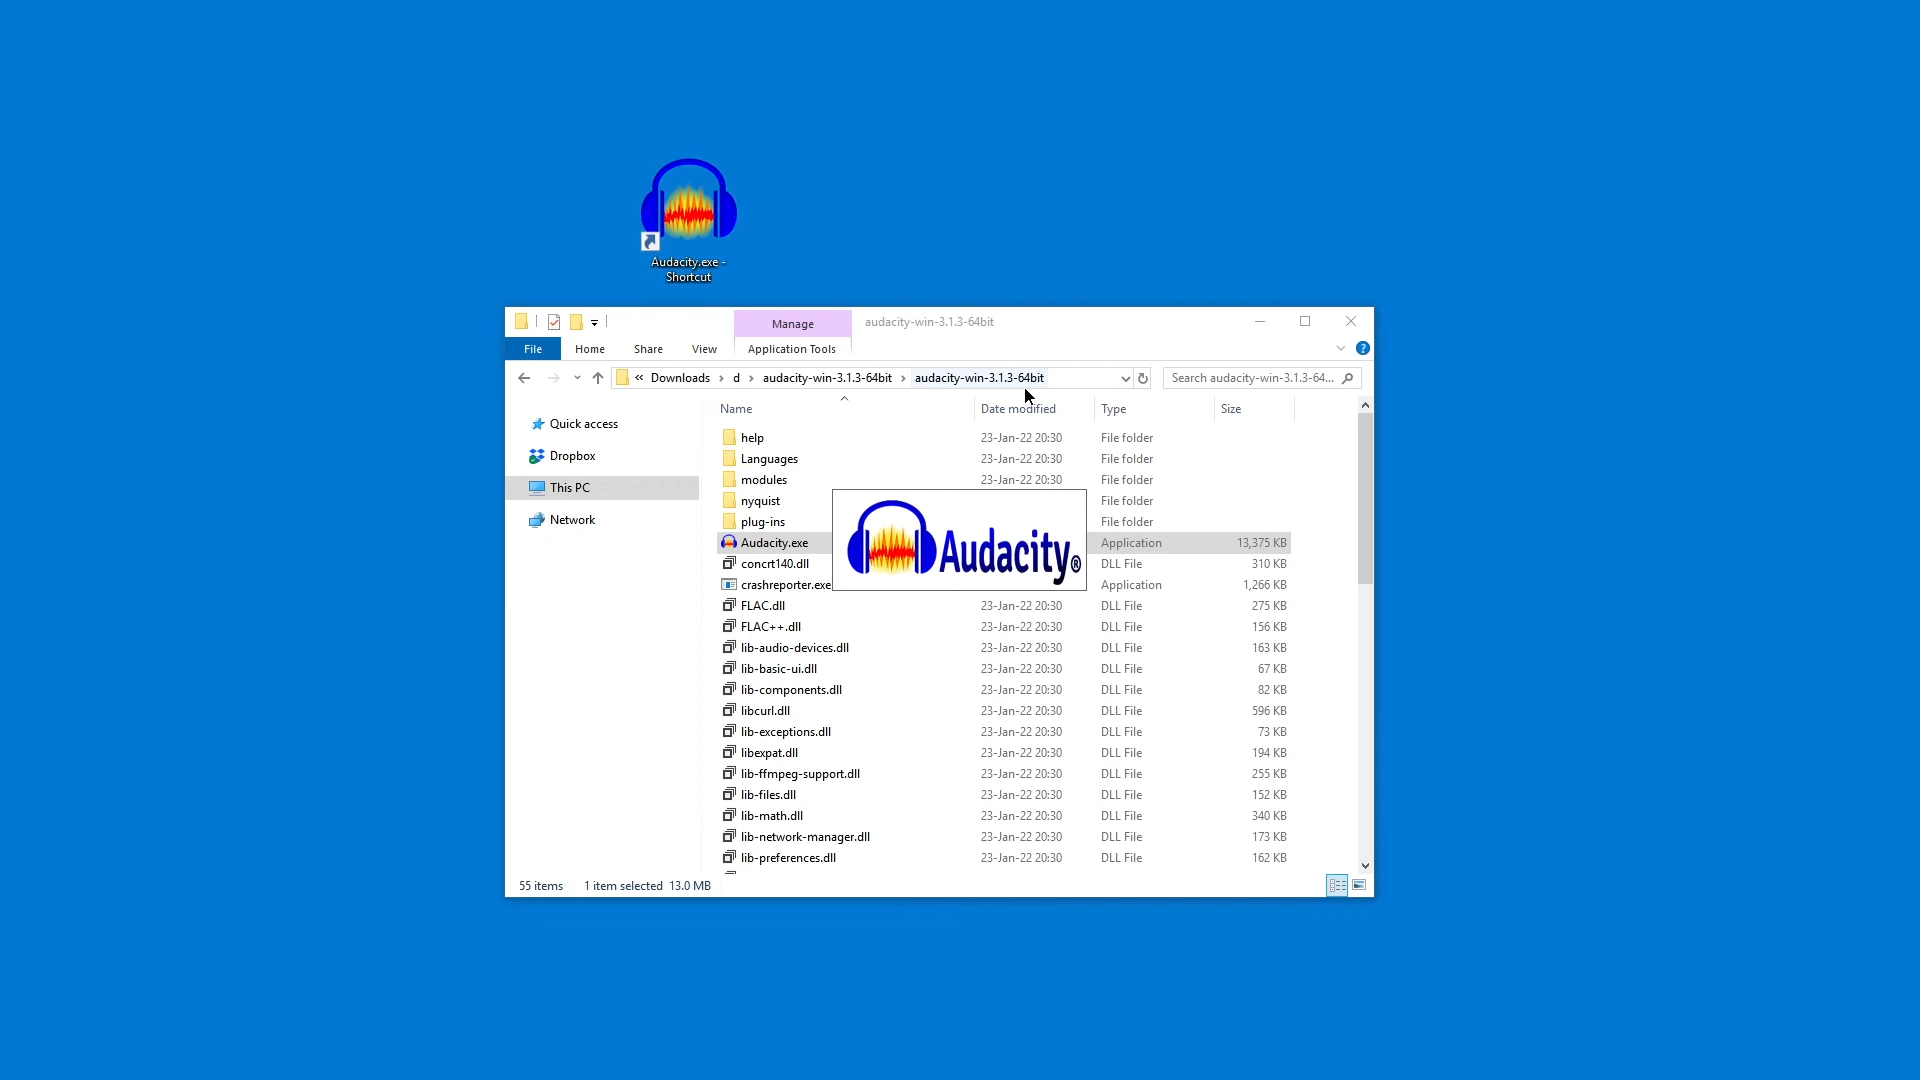 Audacity.exe -
Shortcut
Manage
audacity-win-3.1.3-64bit
File Home Share View Application Tools
« Downloads › d › audacity-win-3.1.3-64bit › audacity-win-3.1.3-64bit
Search audacity-win-3.1.3-64...
Name Date modified Type Size
Quick access
Dropbox
This PC
Network
help 23-Jan-22 20:30 File folder
Languages 23-Jan-22 20:30 File folder
modules 23-Jan-22 20:30 File folder
nyquist File folder
plug-ins File folder
Audacity.exe Application 13,375 KB
concrt140.dll DLL File 310 KB
crashreporter.exe Application 1,266 KB
Audacity®
FLAC.dll 23-Jan-22 20:30 DLL File 275 KB
FLAC++.dll 23-Jan-22 20:30 DLL File 156 KB
lib-audio-devices.dll 23-Jan-22 20:30 DLL File 163 KB
lib-basic-ui.dll 23-Jan-22 20:30 DLL File 67 KB
lib-components.dll 23-Jan-22 20:30 DLL File 82 KB
libcurl.dll 23-Jan-22 20:30 DLL File 596 KB
lib-exceptions.dll 23-Jan-22 20:30 DLL File 73 KB
libexpat.dll 23-Jan-22 20:30 DLL File 194 KB
lib-ffmpeg-support.dll 23-Jan-22 20:30 DLL File 255 KB
lib-files.dll 23-Jan-22 20:30 DLL File 152 KB
lib-math.dll 23-Jan-22 20:30 DLL File 340 KB
lib-network-manager.dll 23-Jan-22 20:30 DLL File 173 KB
lib-preferences.dll 23-Jan-22 20:30 DLL File 162 KB
55 items 1 item selected 13.0 MB